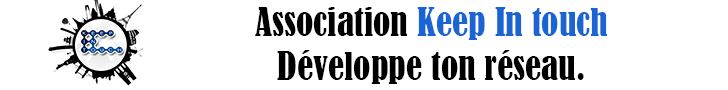 Association Keep In touch
Développe ton réseau.